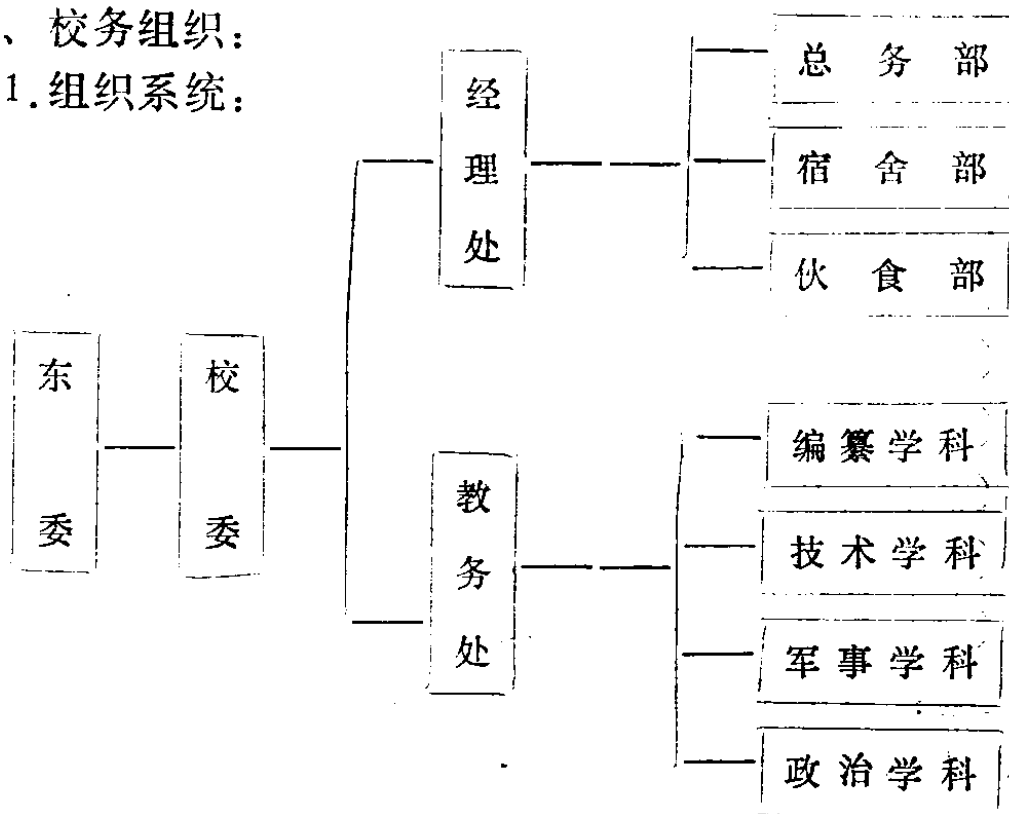 、校务组织：
1.组织系统：
东委
校委
经理处
总务部
宿舍部
伙食部
教务处
编纂学科
技术学科
军事学科
政治学科